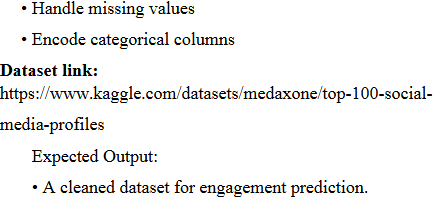 • Handle missing values
• Encode categorical columns
Dataset link:
https://www.kaggle.com/datasets/medaxone/top-100-social-
media-profiles
Expected Output:
• A cleaned dataset for engagement prediction.